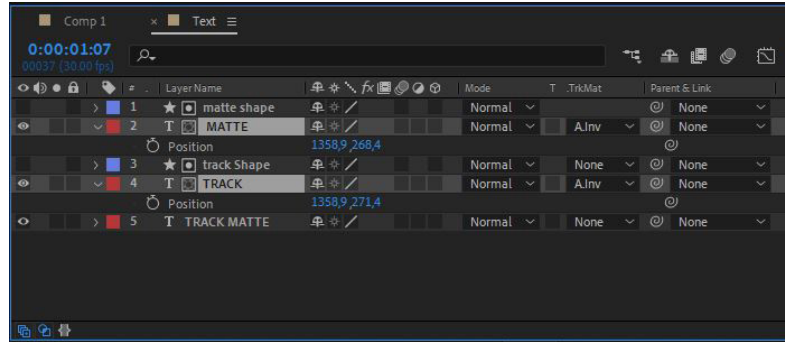 Comp 1 × Text
0:00:01:07
00037 (30.00 fps)
# . Layer Name fx Mode T .TrkMat Parent & Link
1 matte shape Normal None
2 T MATTE Normal A.Inv None
Position 1358,9 ,268,4
3 track Shape Normal None None
4 T TRACK Normal A.Inv None
Position 1358,9 ,271,4
5 T TRACK MATTE Normal None None